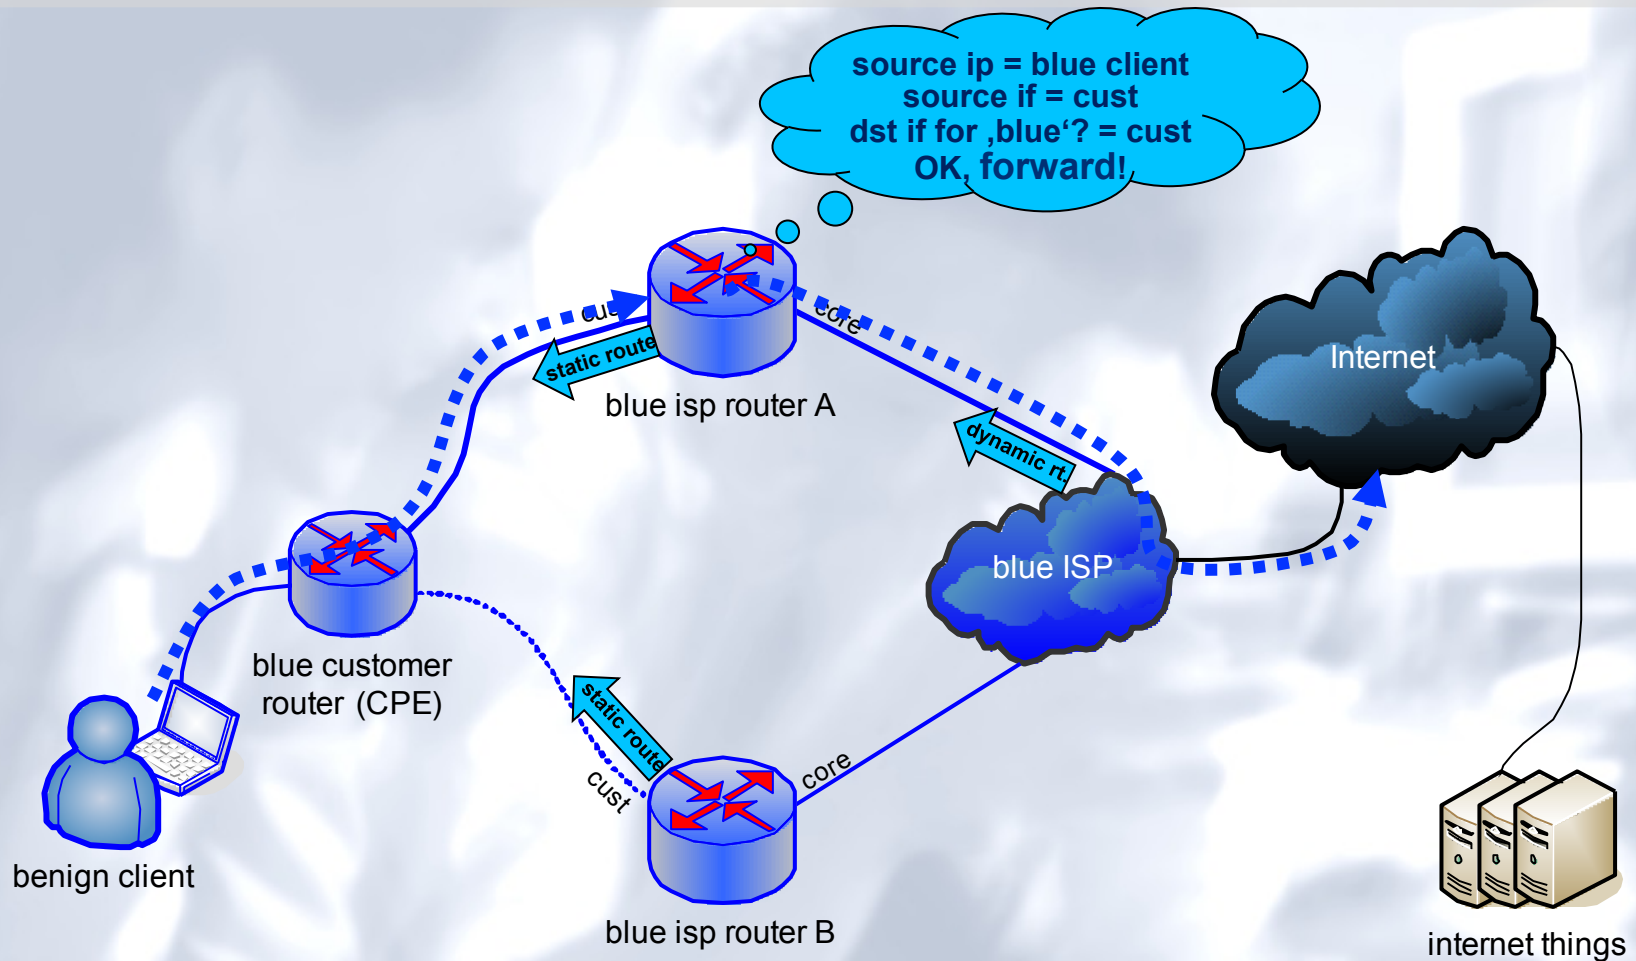 source ip = blue client
source if = cust
dst if for ‚blue‘? = cust
OK, forward!
cust
core
static route
blue isp router A
Internet
dynamic rt.
blue ISP
blue customer
router (CPE)
static route
cust
core
benign client
blue isp router B
internet things